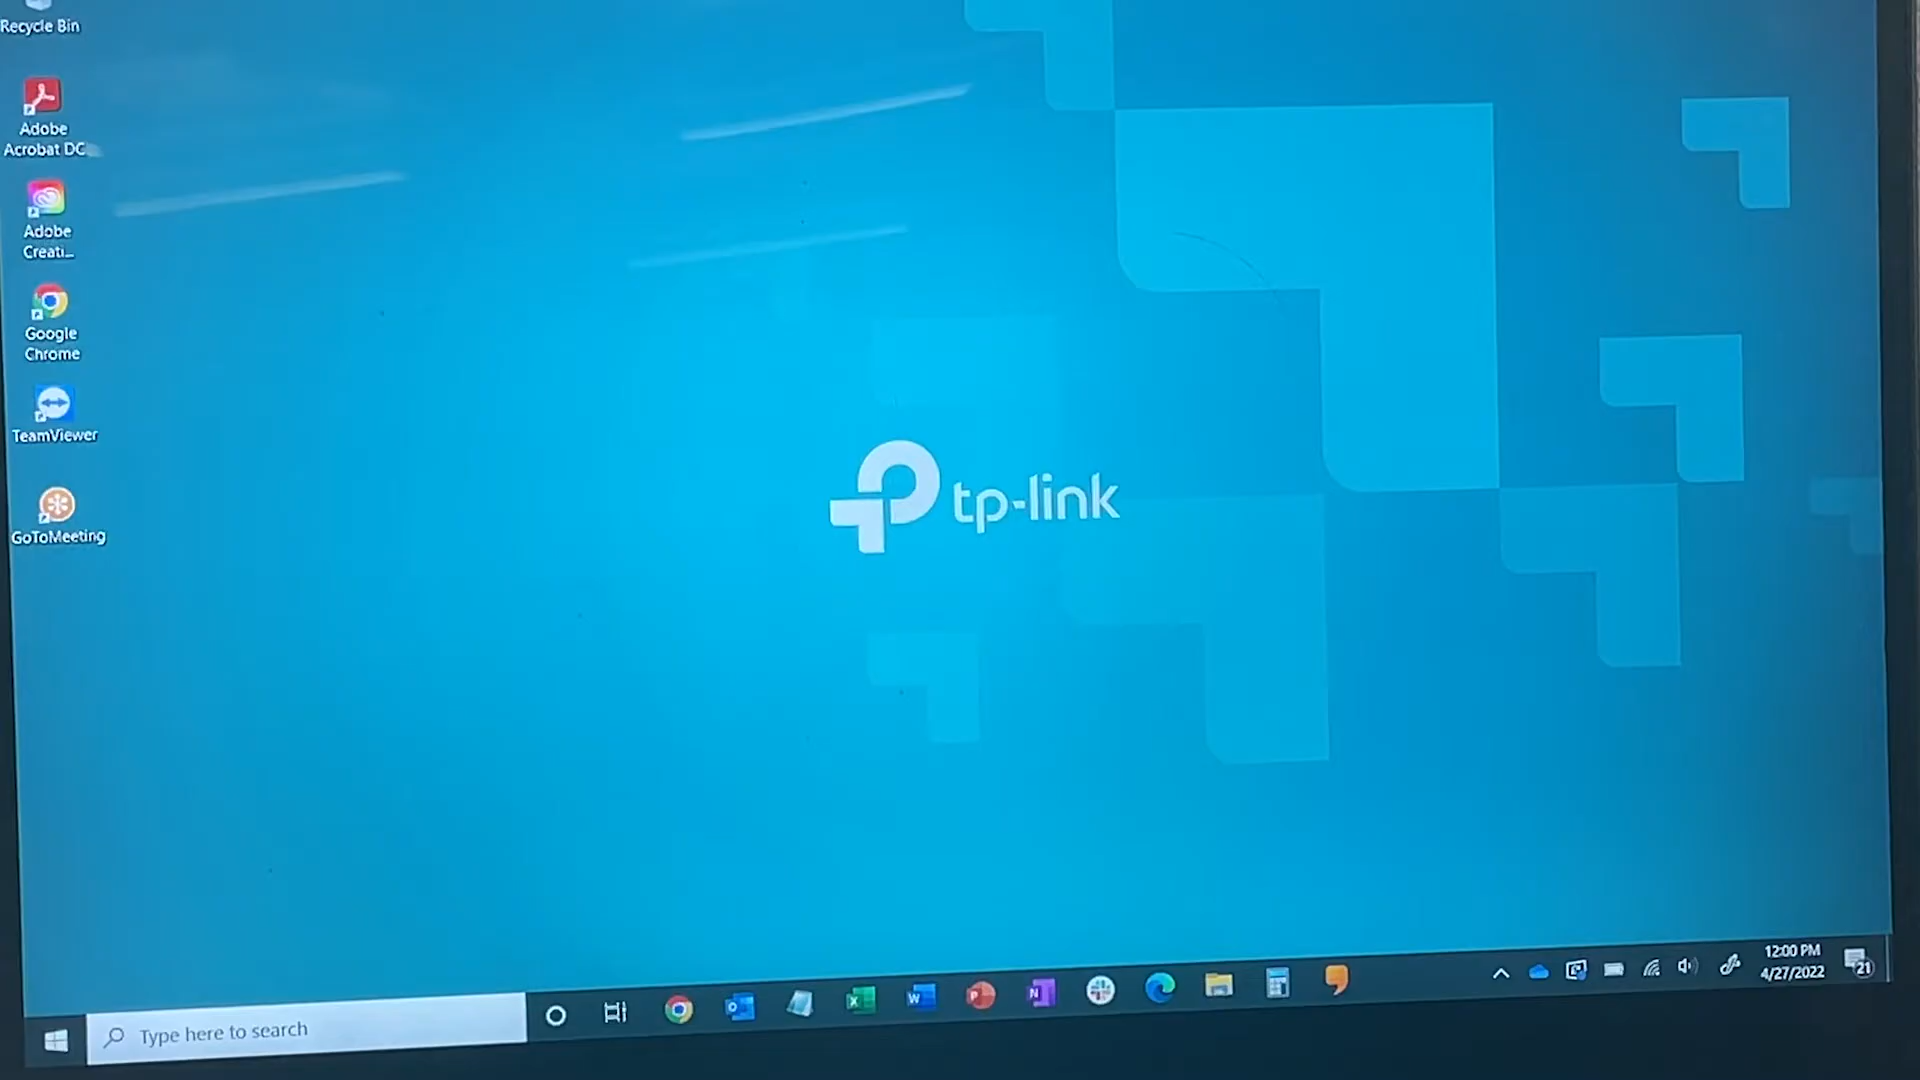 Recycle Bin
Adobe
Acrobat DC
Adobe
Creati...
Google
Chrome
TeamViewer
GoToMeeting
tp-link
Type here to search
12:00 PM
4/27/2022
21